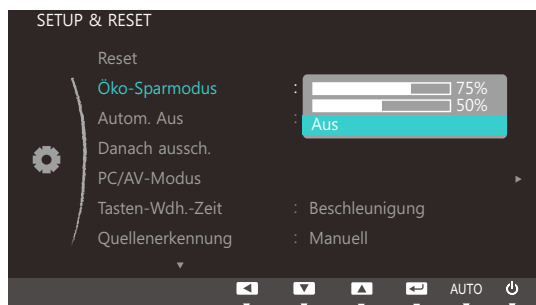 SETUP & RESET
Reset
Öko-Sparmodus : 75%
50%
Autom. Aus : Aus
Danach aussch.
PC/AV-Modus
Tasten-Wdh.-Zeit : Beschleunigung
Quellenerkennung : Manuell
AUTO